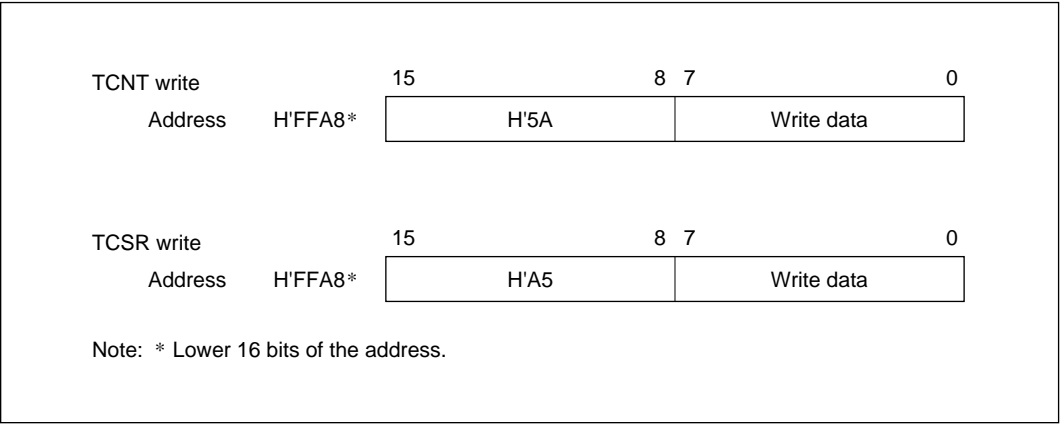 TCNT write 15 8 7 0
Address H'FFA8* H'5A Write data
TCSR write 15 8 7 0
Address H'FFA8* H'A5 Write data
Note: * Lower 16 bits of the address.